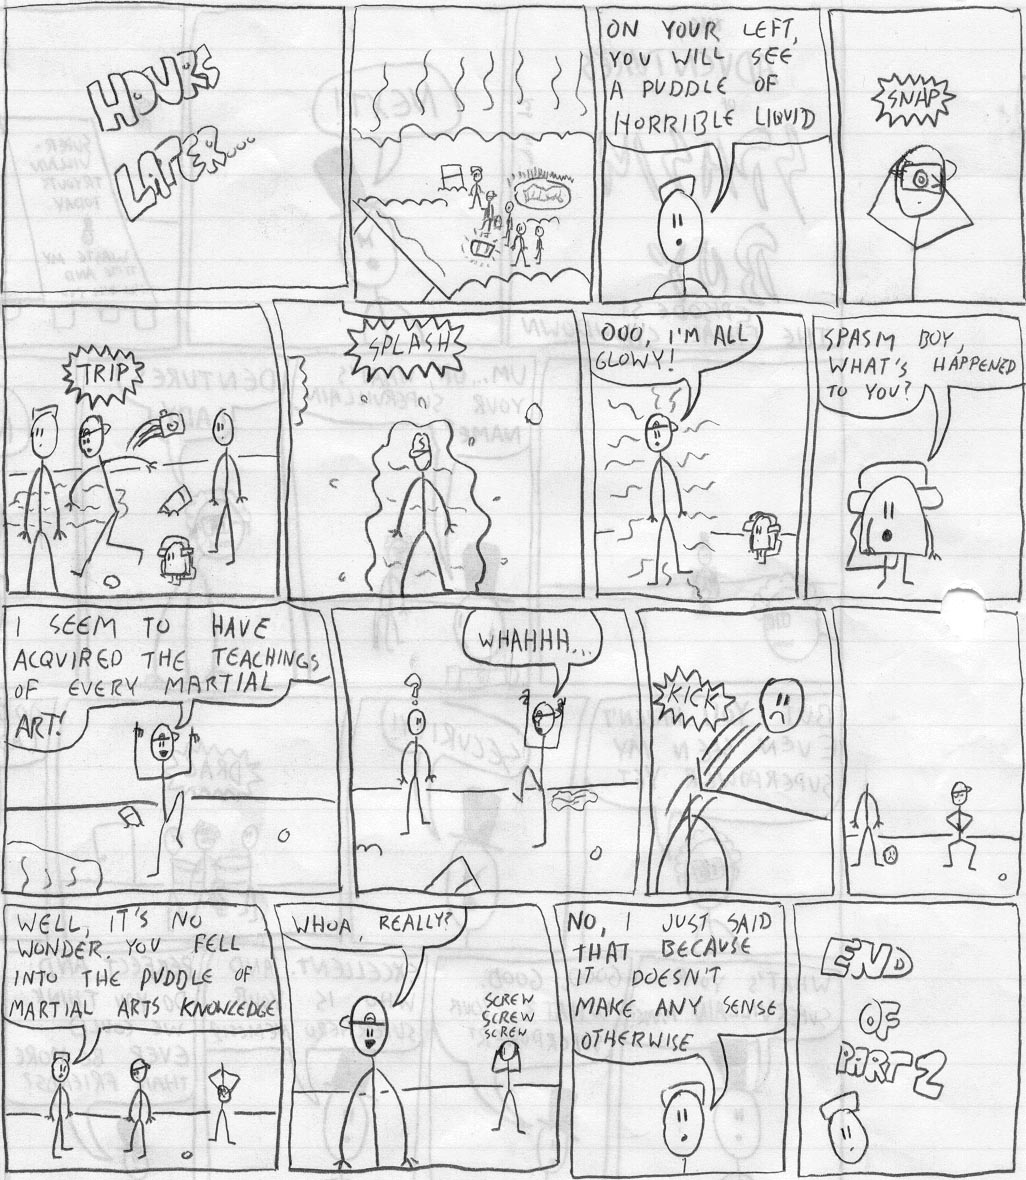 HOURS
LATER...
ON YOUR LEFT,
YOU WILL SEE
A PUDDLE OF
HORRIBLE LIQUID
SNAP
TRIP
SPLASH
OOO, I'M ALL
GLOWY!
SPASM BOY,
WHAT'S HAPPENED
TO YOU?
I SEEM TO HAVE
ACQUIRED THE TEACHINGS
OF EVERY MARTIAL
ART!
?
WHAHHH...
KICK
WELL, IT'S NO
WONDER, YOU FELL
INTO THE PUDDLE OF
MARTIAL ARTS KNOWLEDGE
WHOA, REALLY?
SCREW
SCREW
SCREW
NO, I JUST SAID
THAT BECAUSE
IT DOESN'T
MAKE ANY SENSE
OTHERWISE
END
OF
PART 2